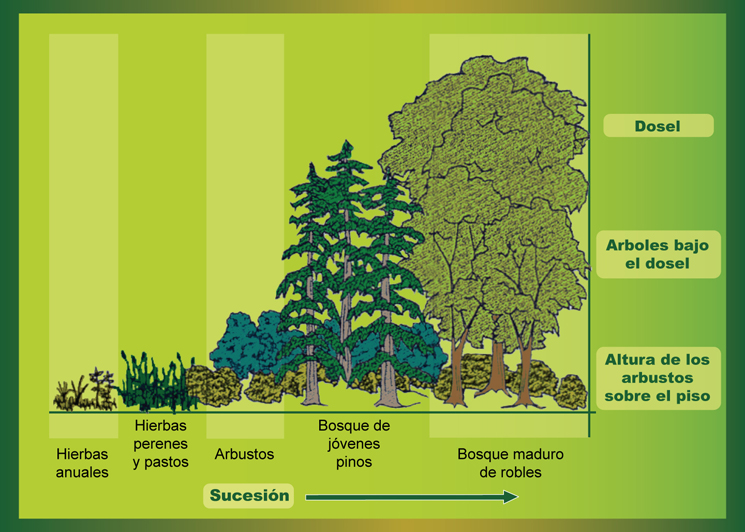 Dosel
Arboles bajo
el dosel
Altura de los
arbustos
sobre el piso
Hierbas
anuales
Hierbas
perenes
y pastos
Arbustos
Bosque de
jóvenes
pinos
Bosque maduro
de robles
Sucesión